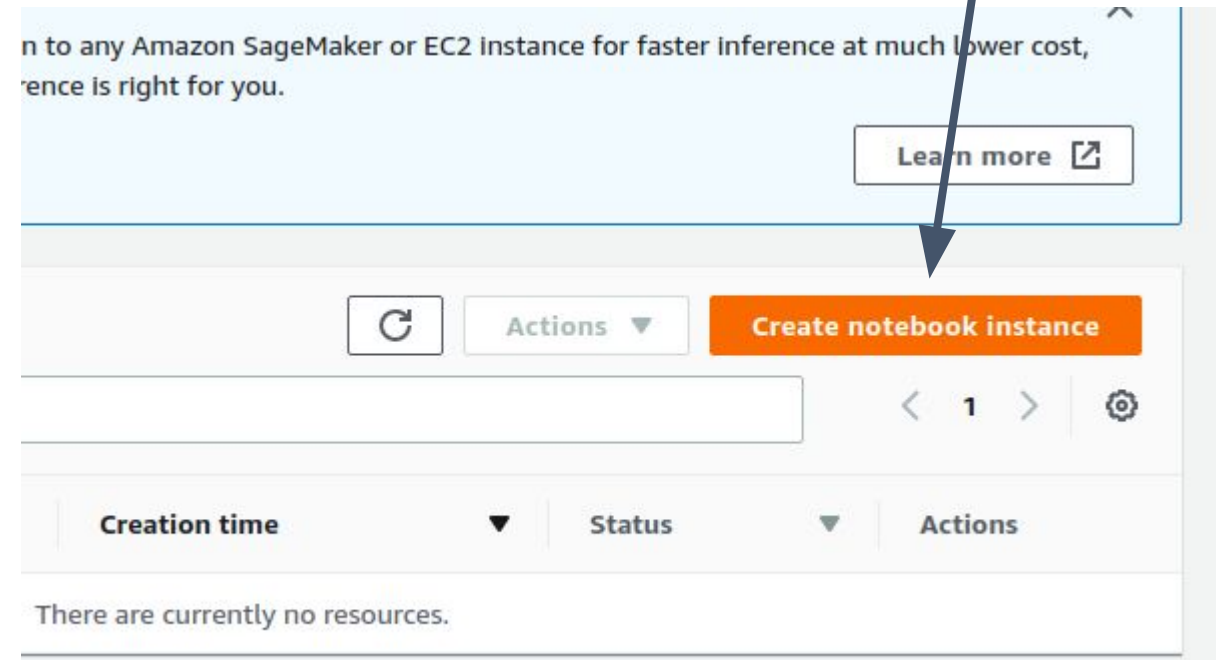 n to any Amazon SageMaker or EC2 instance for faster inference at much lower cost,
rence is right for you.
Learn more
Actions
Create notebook instance
1
Creation time
Status
Actions
There are currently no resources.